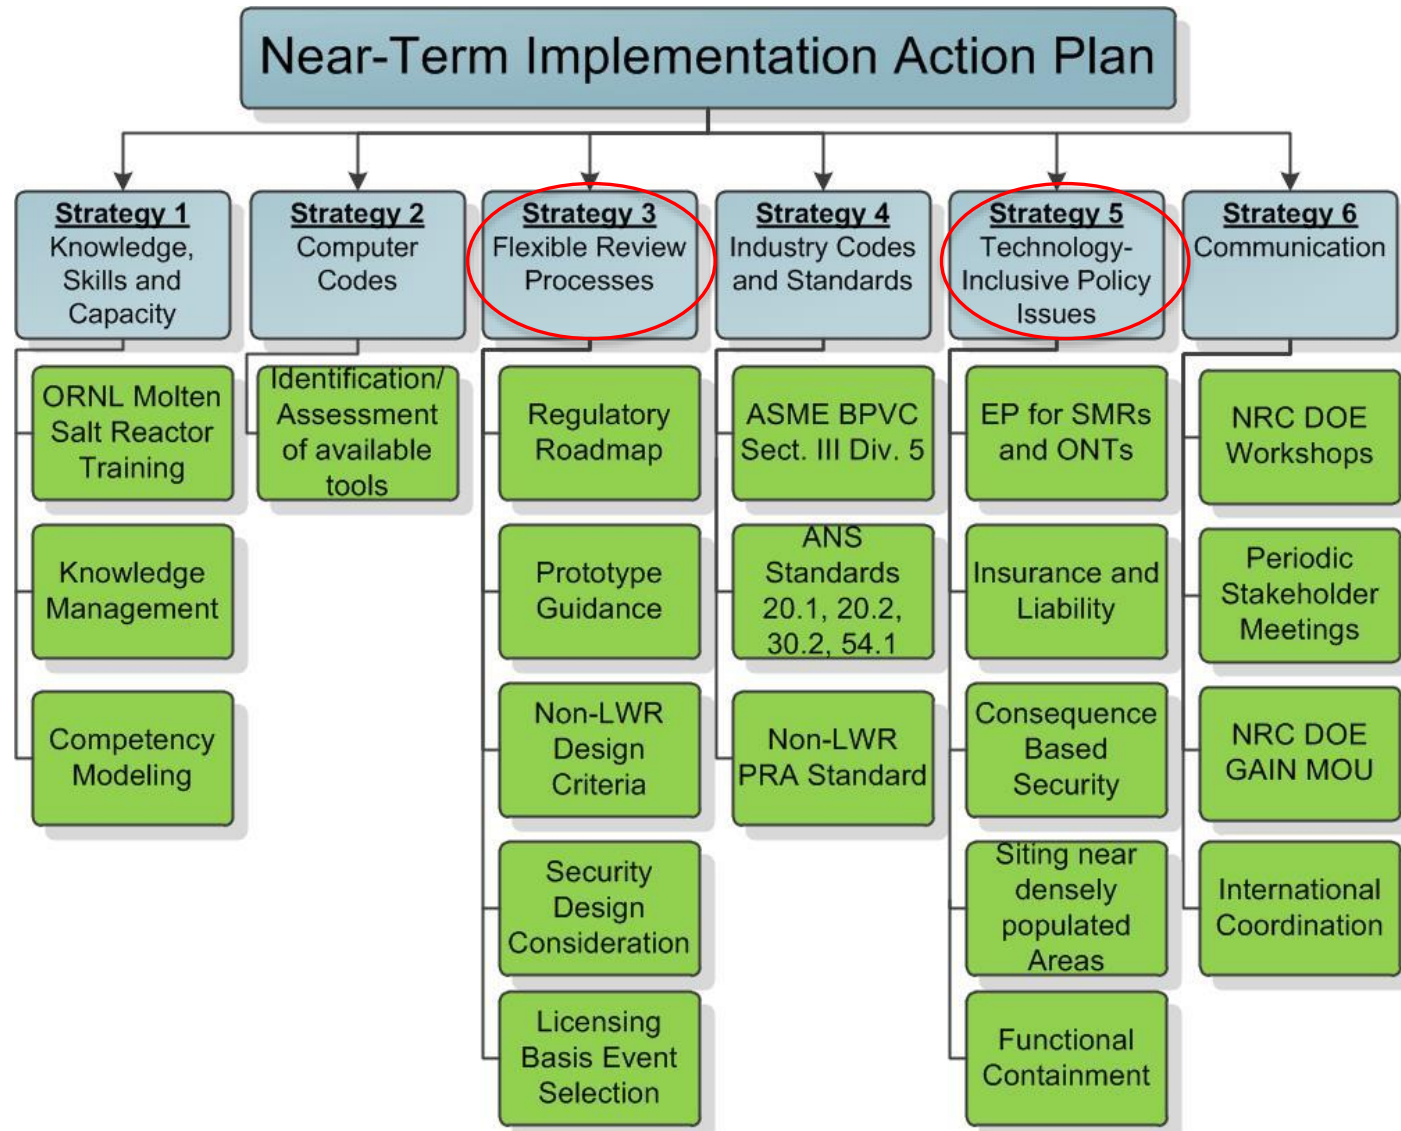 Near-Term Implementation Action Plan
Strategy 1
Knowledge,
Skills and
Capacity
ORNL Molten
Salt Reactor
Training
Knowledge
Management
Competency
Modeling
Strategy 2
Computer
Codes
Identification/
Assessment
of available
tools
Strategy 3
Flexible Review
Processes
Regulatory
Roadmap
Prototype
Guidance
Non-LWR
Design
Criteria
Security
Design
Consideration
Licensing
Basis Event
Selection
Strategy 4
Industry Codes
and Standards
ASME BPVC
Sect. III Div. 5
ANS
Standards
20.1, 20.2,
30.2, 54.1
Non-LWR
PRA Standard
Strategy 5
Technology-
Inclusive Policy
Issues
EP for SMRs
and ONTs
Insurance and
Liability
Consequence
Based
Security
Siting near
densely
populated
Areas
Functional
Containment
Strategy 6
Communication
NRC DOE
Workshops
Periodic
Stakeholder
Meetings
NRC DOE
GAIN MOU
International
Coordination